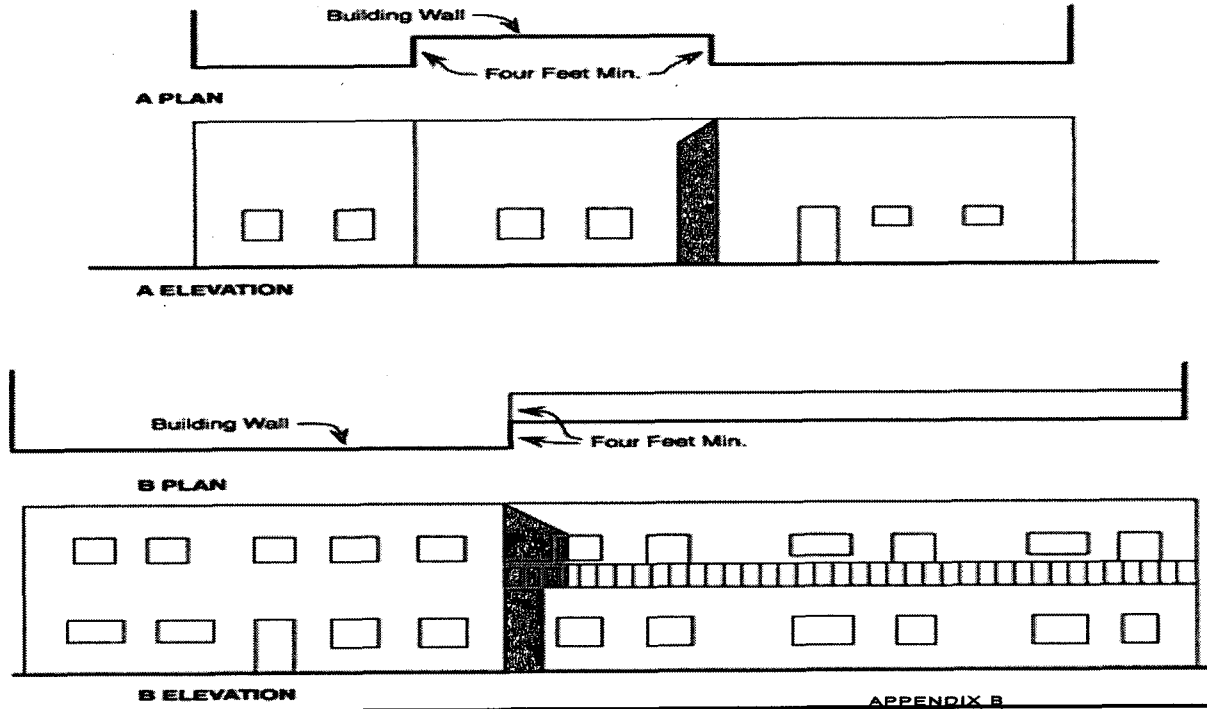 Building Wall
Four Feet Min.
A PLAN
A ELEVATION
Building Wall
Four Feet Min.
B PLAN
B ELEVATION
APPENDIX B